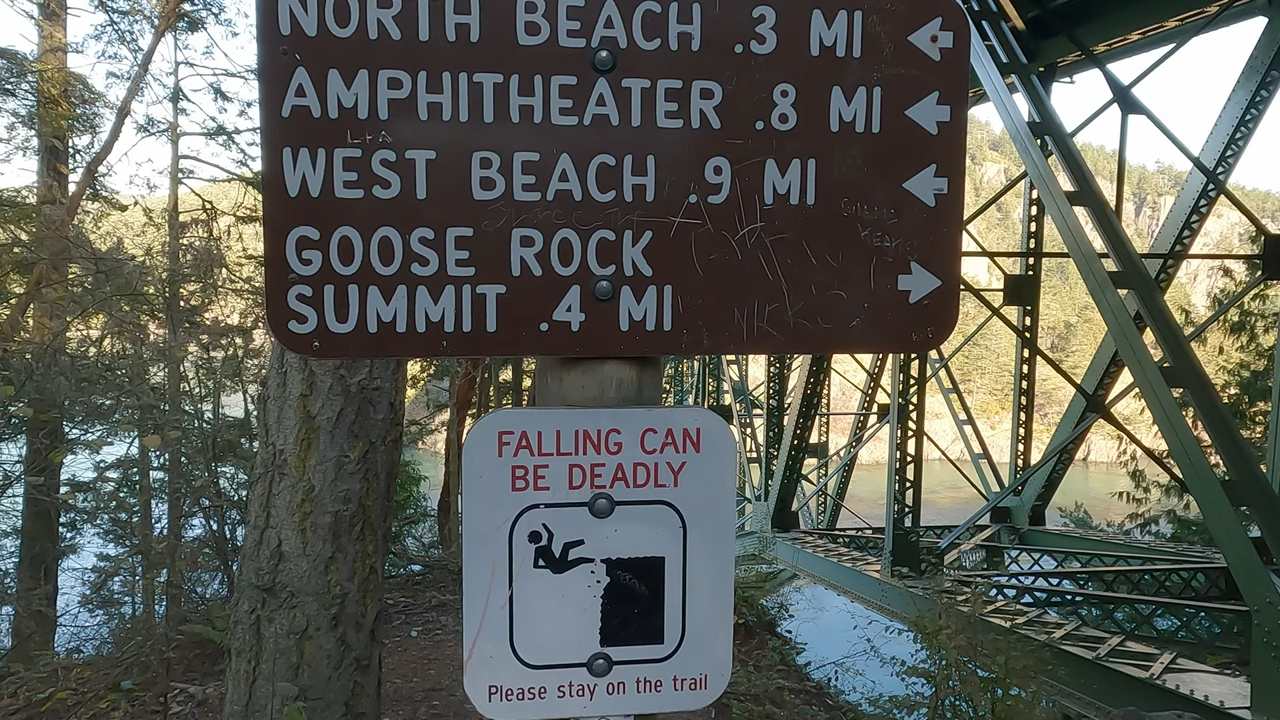 NORTH BEACH .3 MI
AMPHITHEATER .8 MI
WEST BEACH .9 MI
GOOSE ROCK
SUMMIT .4 MI
FALLING CAN
BE DEADLY
Please stay on the trail